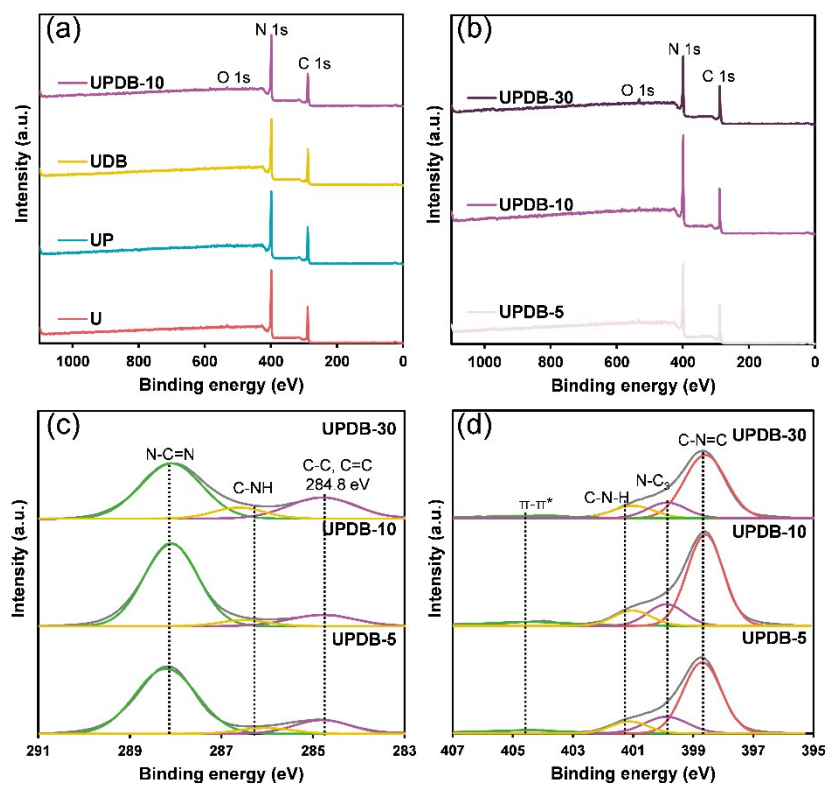 (a)
N 1s
C 1s
O 1s
UPDB-10
UDB
UP
U
Intensity (a.u.)
1000 800 600 400 200 0
Binding energy (eV)
(b)
N 1s
C 1s
O 1s
UPDB-30
UPDB-10
UPDB-5
Intensity (a.u.)
1000 800 600 400 200 0
Binding energy (eV)
(c)
UPDB-30
N-C=N
C-NH
C-C, C=C
284.8 eV
UPDB-10
UPDB-5
Intensity (a.u.)
291 289 287 285 283
Binding energy (eV)
(d)
C-N=C
UPDB-30
N-C₃
C-N-H
π-π*
UPDB-10
UPDB-5
Intensity (a.u.)
407 405 403 401 399 397 395
Binding energy (eV)